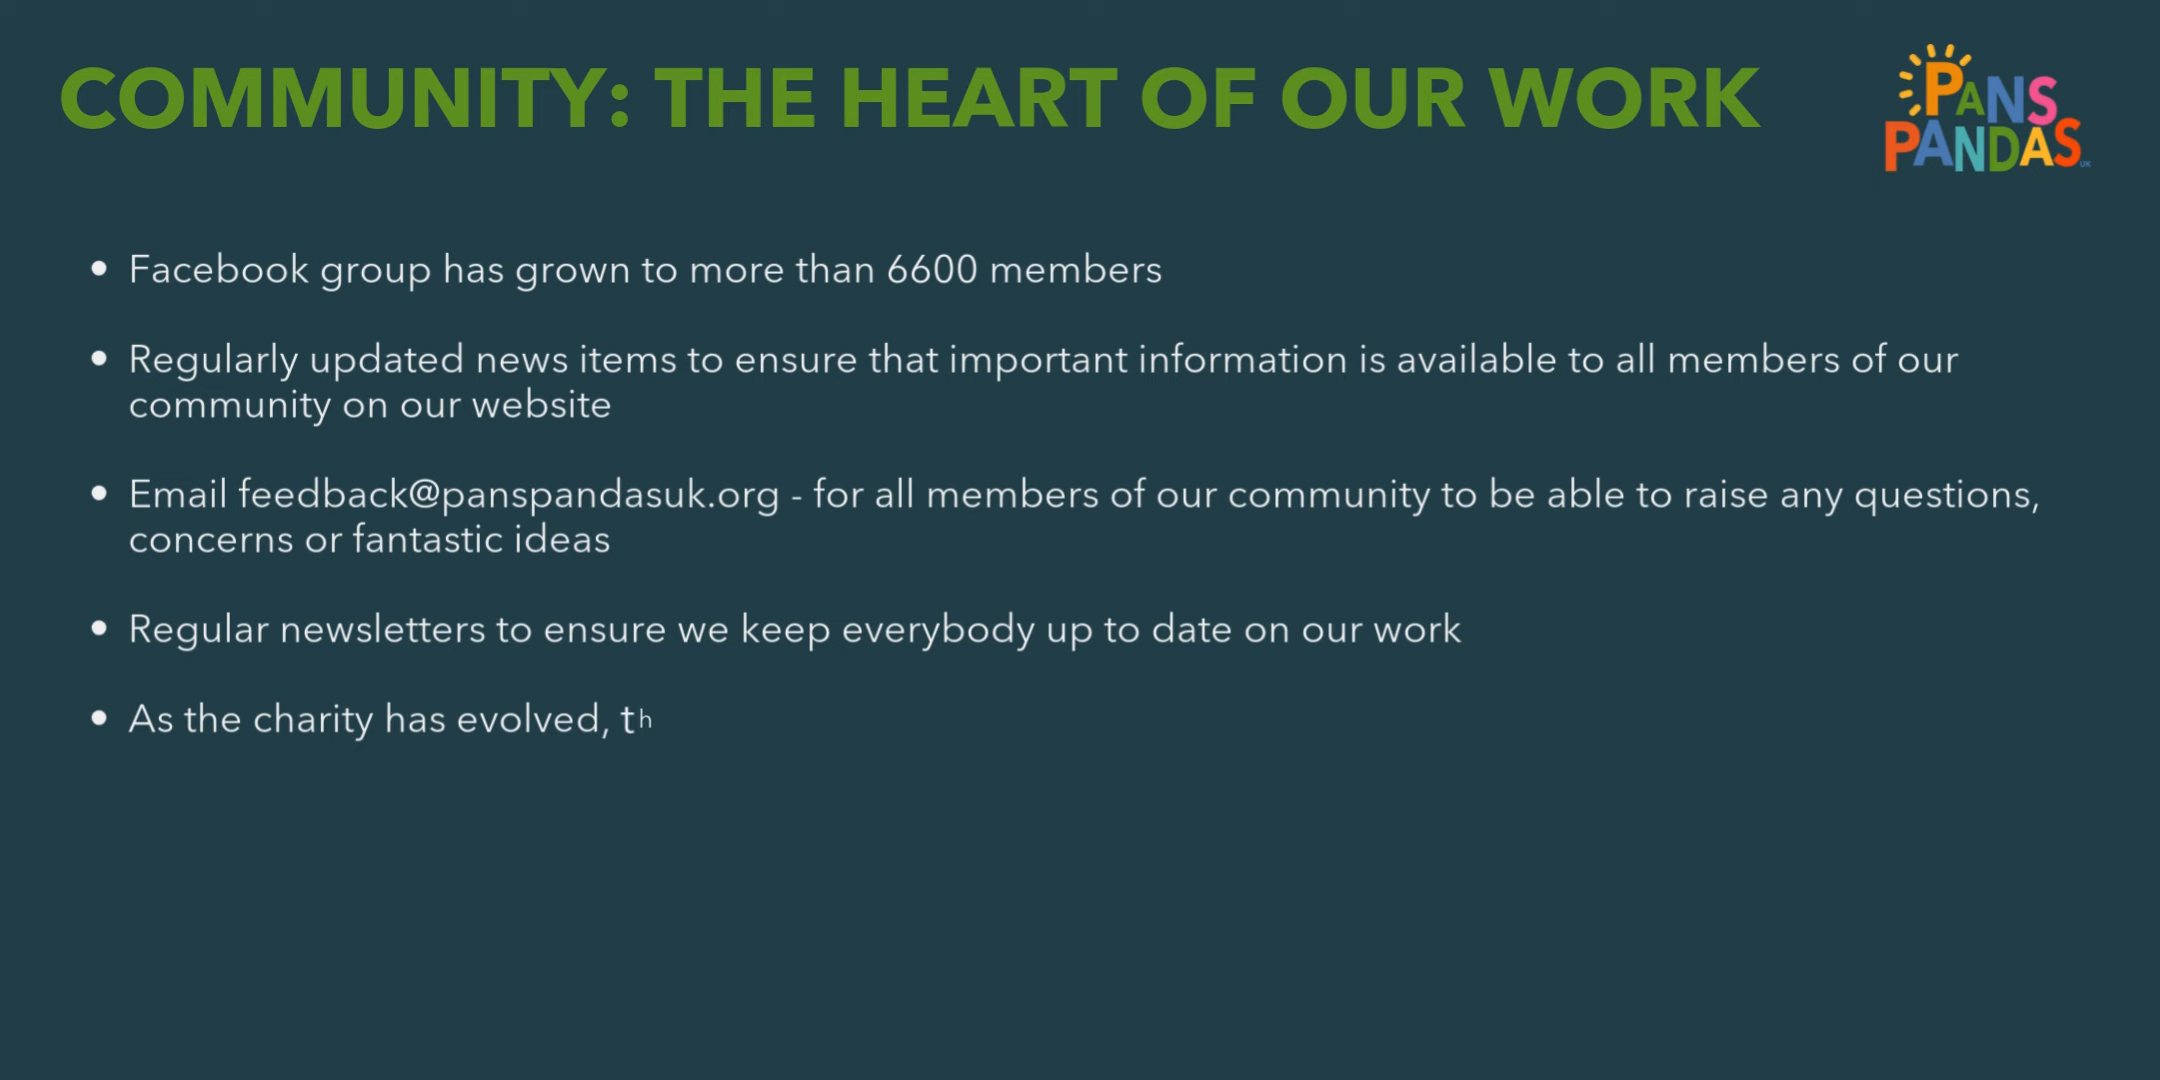 COMMUNITY: THE HEART OF OUR WORK
PANS
PANDAS UK
• Facebook group has grown to more than 6600 members
• Regularly updated news items to ensure that important information is available to all members of our
community on our website
• Email feedback@panspandasuk.org - for all members of our community to be able to raise any questions,
concerns or fantastic ideas
• Regular newsletters to ensure we keep everybody up to date on our work
• As the charity has evolved, th